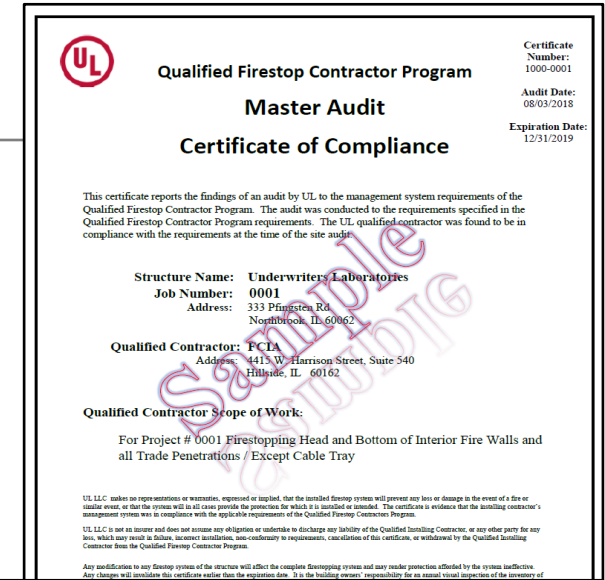 UL
Certificate
Number:
1000-0001
Qualified Firestop Contractor Program
Audit Date:
08/03/2018
Master Audit
Expiration Date:
12/31/2019
Certificate of Compliance
This certificate reports the findings of an audit by UL to the management system requirements of the
Qualified Firestop Contractor Program. The audit was conducted to the requirements specified in the
Qualified Firestop Contractor Program requirements. The UL qualified contractor was found to be in
compliance with the requirements at the time of the site audit.
Structure Name: Underwriters Laboratories
Job Number: 0001
Address: 333 Pfingsten Rd
Northbrook, IL 60062
Qualified Contractor: FCIA
Address: 4415 W. Harrison Street, Suite 540
Hillside, IL 60162
Sample
Sample
Qualified Contractor Scope of Work:
For Project # 0001 Firestopping Head and Bottom of Interior Fire Walls and
all Trade Penetrations / Except Cable Tray
UL LLC makes no representations or warranties, expressed or implied, that the installed firestop system will prevent any loss or damage in the event of a fire or
similar event, or that the system will in all cases provide the protection for which it is installed or intended. The certificate is evidence that the installing contractor's
management system was in compliance with the applicable requirements of the Qualified Firestop Contractors Program.
UL LLC is not an insurer and does not assume any obligation or undertake to discharge any liability of the Qualified Installing Contractor, or any other party for any
loss, which may result in failure, incorrect installation, non-conformity to requirements, cancellation of this certificate, or withdrawal by the Qualified Installing
Contractor from the Qualified Firestop Contractor Program.
Any modification to any firestop system of the structure will affect the complete firestopping system and may render protection afforded by the system ineffective.
Any changes will invalidate this certificate earlier than the expiration date. It is the building owners' responsibility for an annual visual inspection of the inventory of